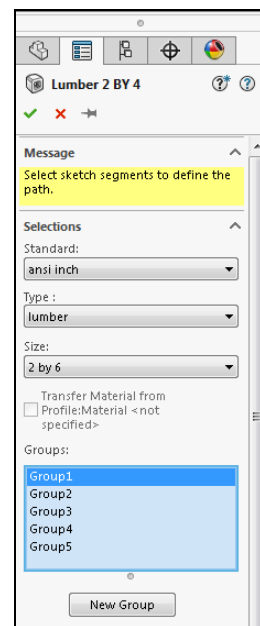 Lumber 2 BY 4
Message
Select sketch segments to define the
path.
Selections
Standard:
ansi inch
Type :
lumber
Size:
2 by 6
Transfer Material from
Profile:Material <not
specified>
Groups:
Group1
Group2
Group3
Group4
Group5
New Group